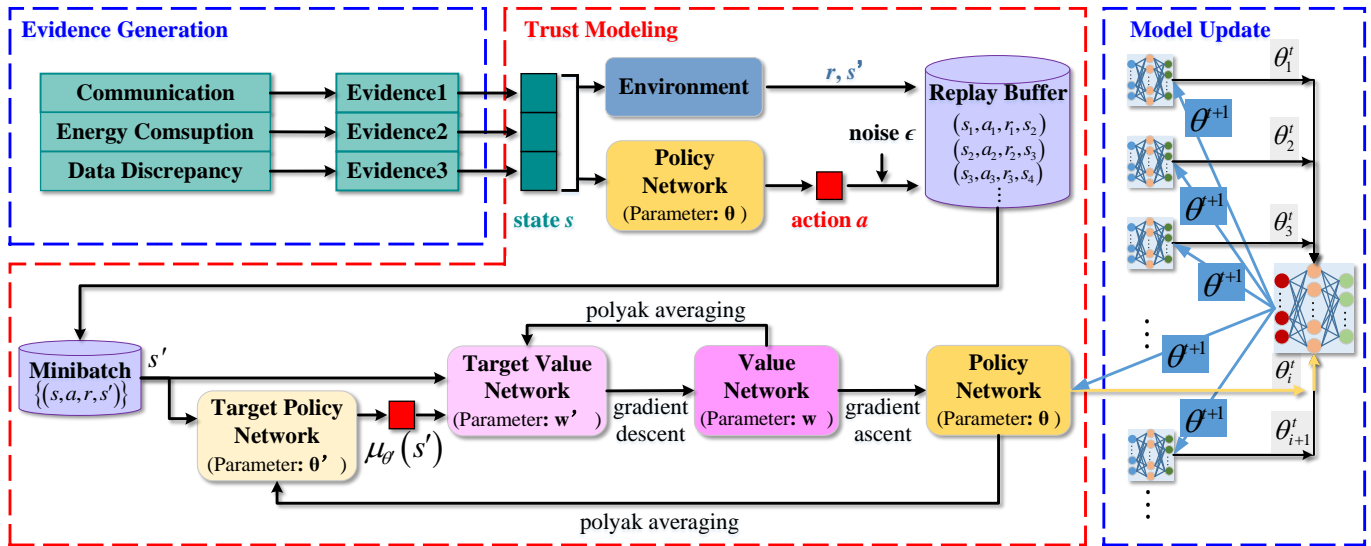 Evidence Generation
Communication
Evidence1
Energy Comsuption
Evidence2
Data Discrepancy
Evidence3
Trust Modeling
state s
Environment
r, s'
Policy
Network
(Parameter: θ)
action a
noise ϵ
Replay Buffer
(s₁, a₁, r₁, s₂)
(s₂, a₂, r₂, s₃)
(s₃, a₃, r₃, s₄)
⋮
Minibatch
{(s, a, r, s')}
s'
Target Policy
Network
(Parameter: θ')
μ_θ'(s')
polyak averaging
Target Value
Network
(Parameter: w')
gradient
descent
Value
Network
(Parameter: w)
gradient
ascent
Policy
Network
(Parameter: θ)
polyak averaging
Model Update
θ₁ᵗ
θᵗ⁺¹
θ₂ᵗ
θᵗ⁺¹
θ₃ᵗ
θᵗ⁺¹
θᵗ⁺¹
θᵢᵗ
θᵗ⁺¹
θᵢ₊₁ᵗ